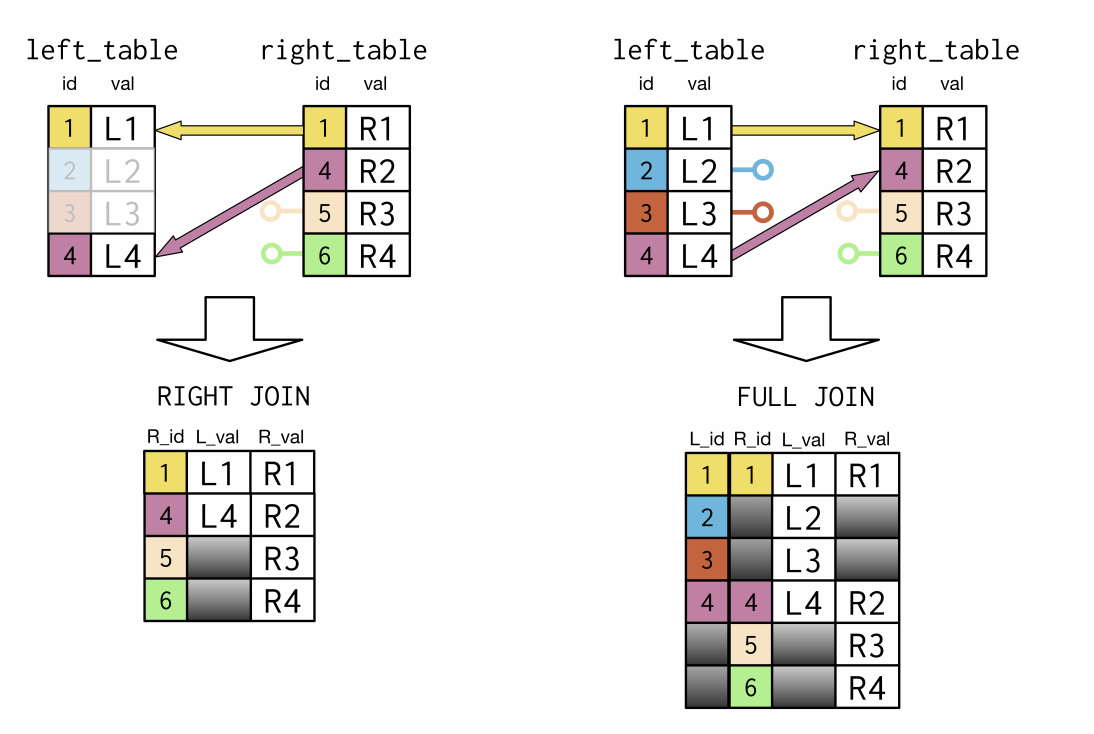 left_table right_table
id val id val
1 L1 1 R1
2 L2 4 R2
3 L3 5 R3
4 L4 6 R4
RIGHT JOIN
R_id L_val R_val
1 L1 R1
4 L4 R2
5 R3
6 R4
left_table right_table
id val id val
1 L1 1 R1
2 L2 4 R2
3 L3 5 R3
4 L4 6 R4
FULL JOIN
L_id R_id L_val R_val
1 1 L1 R1
2 L2
3 L3
4 4 L4 R2
5 R3
6 R4